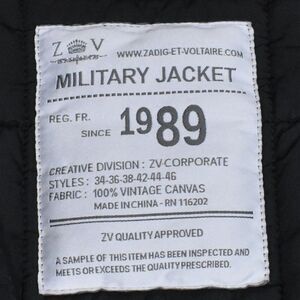 Z V
WWW.ZADIG-ET-VOLTAIRE.COM
MILITARY JACKET
REG. FR.
SINCE 1989
CREATIVE DIVISION : ZV-CORPORATE
STYLES : 34-36-38-42-44-46
FABRIC : 100% VINTAGE CANVAS
MADE IN CHINA - RN 116202
ZV QUALITY APPROVED
A SAMPLE OF THIS ITEM HAS BEEN INSPECTED AND
MEETS OR EXCEEDS THE QUALITY PRESCRIBED.